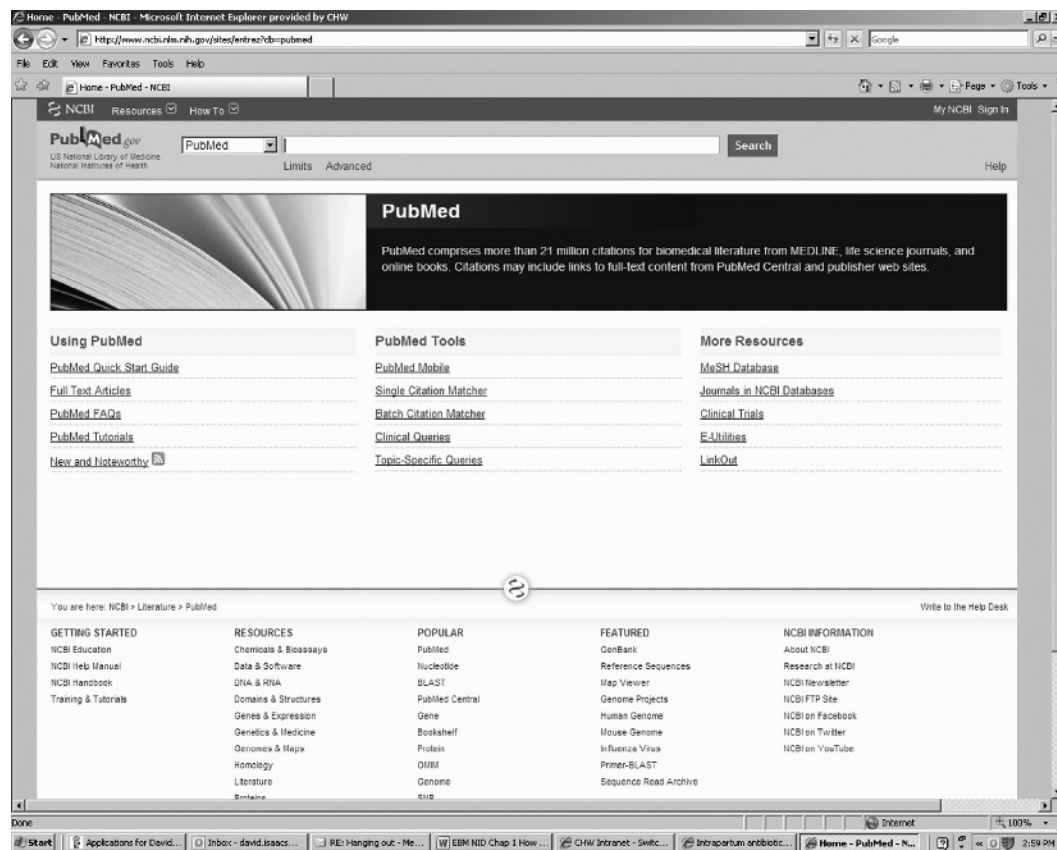 Home - PubMed - NCBI - Microsoft Internet Explorer provided by CHW
http://www.ncbi.nlm.nih.gov/sites/entrez?db=pubmed
Google
File Edit View Favorites Tools Help
Home - PubMed - NCBI
Page Tools
NCBI Resources How To My NCBI Sign In
PubMed.gov
US National Library of Medicine
National Institutes of Health
PubMed
Search
Limits Advanced
Help
PubMed
PubMed comprises more than 21 million citations for biomedical literature from MEDLINE, life science journals, and
online books. Citations may include links to full-text content from PubMed Central and publisher web sites.
Using PubMed
PubMed Quick Start Guide
Full Text Articles
PubMed FAQs
PubMed Tutorials
New and Noteworthy
PubMed Tools
PubMed Mobile
Single Citation Matcher
Batch Citation Matcher
Clinical Queries
Topic-Specific Queries
More Resources
MeSH Database
Journals in NCBI Databases
Clinical Trials
E-Utilities
LinkOut
You are here: NCBI > Literature > PubMed
Write to the Help Desk
GETTING STARTED
NCBI Education
NCBI Help Manual
NCBI Handbook
Training & Tutorials
RESOURCES
Chemicals & Bioassays
Data & Software
DNA & RNA
Domains & Structures
Genes & Expression
Genetics & Medicine
Genomes & Maps
Homology
Literature
Proteins
POPULAR
PubMed
Nucleotide
BLAST
PubMed Central
Gene
Bookshelf
Protein
OMIM
Genome
SNP
FEATURED
GenBank
Reference Sequences
Map Viewer
Genome Projects
Human Genome
Mouse Genome
Influenza Virus
Primer-BLAST
Sequence Read Archive
NCBI INFORMATION
About NCBI
Research at NCBI
NCBI Newsletter
NCBI FTP Site
NCBI on Facebook
NCBI on Twitter
NCBI on YouTube
Done
Internet
100%
Start
Applications for David...
Inbox - david.isaacs...
RE: Hanging out - Me...
EBM NID Chap 1 How ...
CHW Intranet - Switc...
Intrapartum antibiotic...
Home - PubMed - N...
2:59 PM